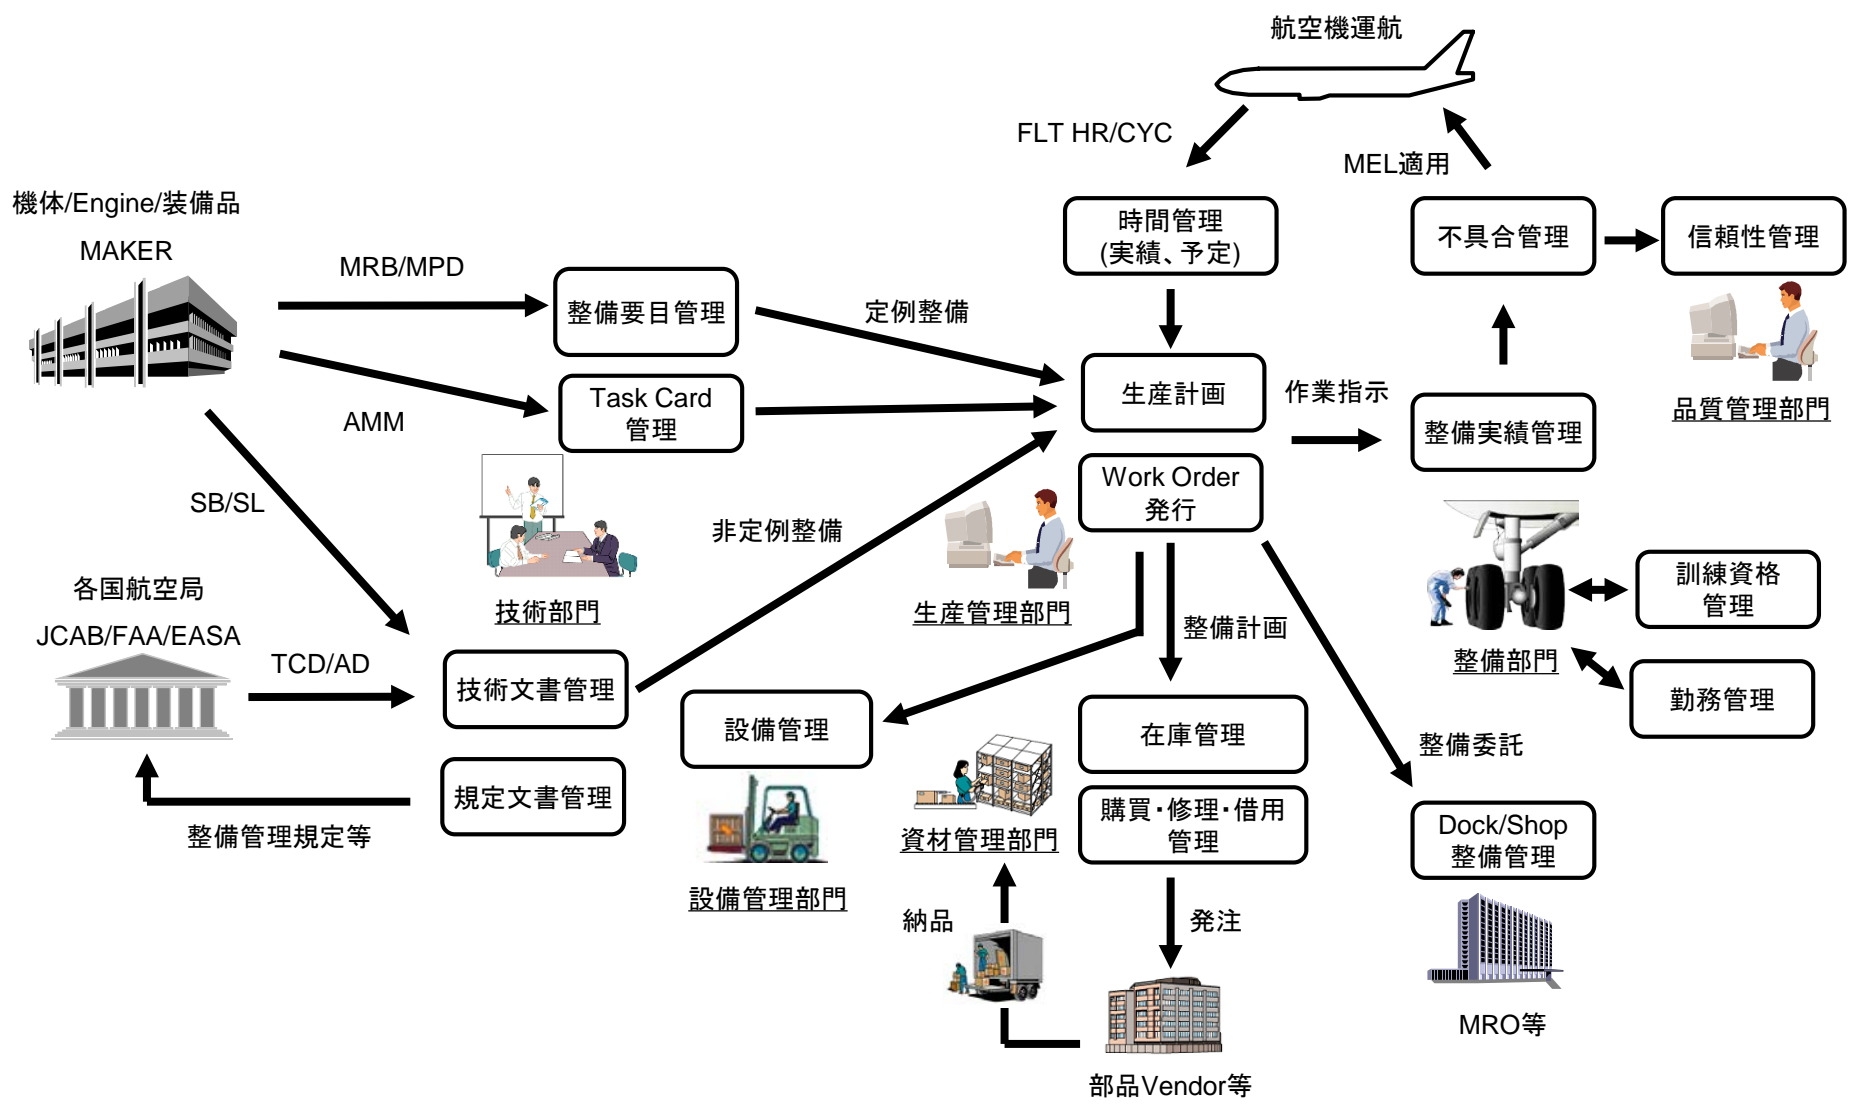 航空機運航
FLT HR/CYC
MEL適用
機体/Engine/装備品
MAKER
MRB/MPD
整備要目管理
定例整備
時間管理
(実績、予定)
不具合管理
信頼性管理
AMM
Task Card
管理
生産計画
作業指示
整備実績管理
品質管理部門
SB/SL
技術部門
非定例整備
Work Order
発行
生産管理部門
整備計画
訓練資格
管理
整備部門
勤務管理
各国航空局
JCAB/FAA/EASA
TCD/AD
技術文書管理
設備管理
在庫管理
整備委託
規定文書管理
整備管理規定等
設備管理部門
資材管理部門
購買・修理・借用
管理
Dock/Shop
整備管理
納品
発注
MRO等
部品Vendor等